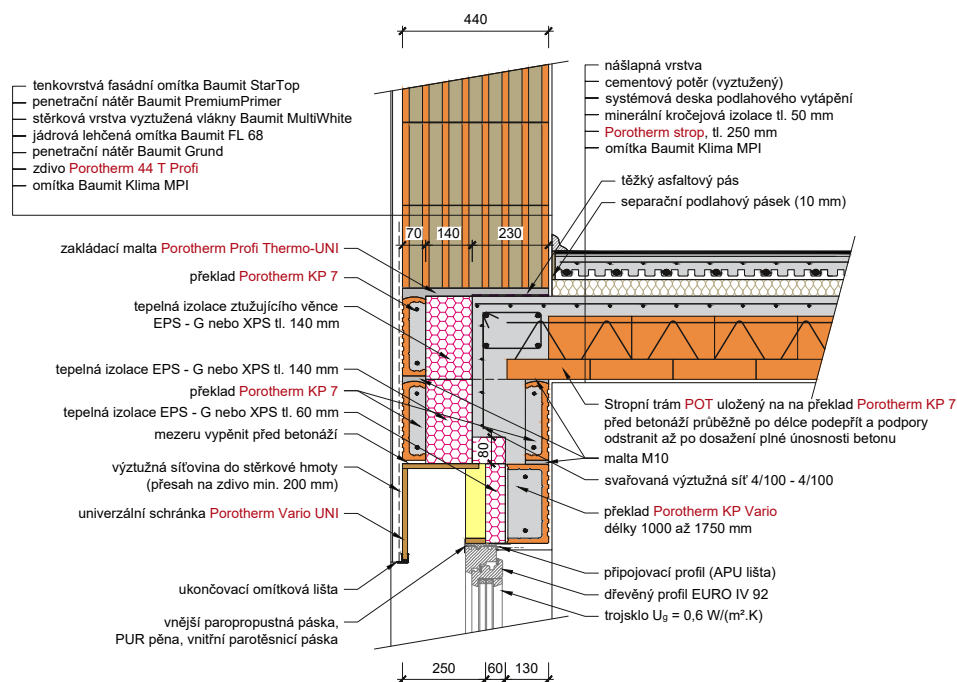 440
tenkovrstvá fasádní omítka Baumit StarTop
penetrační nátěr Baumit PremiumPrimer
stěrková vrstva vyztužená vlákny Baumit MultiWhite
jádrová lehčená omítka Baumit FL 68
penetrační nátěr Baumit Grund
zdivo Porotherm 44 T Profi
omítka Baumit Klima MPI
nášlapná vrstva
cementový potěr (vyztužený)
systémová deska podlahového vytápění
minerální kročejová izolace tl. 50 mm
Porotherm strop, tl. 250 mm
omítka Baumit Klima MPI
těžký asfaltový pás
separační podlahový pásek (10 mm)
70 140 230
zakládací malta Porotherm Profi Thermo-UNI
překlad Porotherm KP 7
tepelná izolace ztužujícího věnce
EPS - G nebo XPS tl. 140 mm
tepelná izolace EPS - G nebo XPS tl. 140 mm
překlad Porotherm KP 7
tepelná izolace EPS - G nebo XPS tl. 60 mm
mezeru vypěnit před betonáží
výztužná síťovina do stěrkové hmoty
(přesah na zdivo min. 200 mm)
univerzální schránka Porotherm Vario UNI
ukončovací omítková lišta
vnější paropropustná páska,
PUR pěna, vnitřní parotěsnicí páska
80
Stropní trám POT uložený na na překlad Porotherm KP 7
před betonáží průběžně po délce podepřít a podpory
odstranit až po dosažení plné únosnosti betonu
malta M10
svařovaná výztužná síť 4/100 - 4/100
překlad Porotherm KP Vario
délky 1000 až 1750 mm
připojovací profil (APU lišta)
dřevěný profil EURO IV 92
trojsklo Ug = 0,6 W/(m².K)
250 60 130